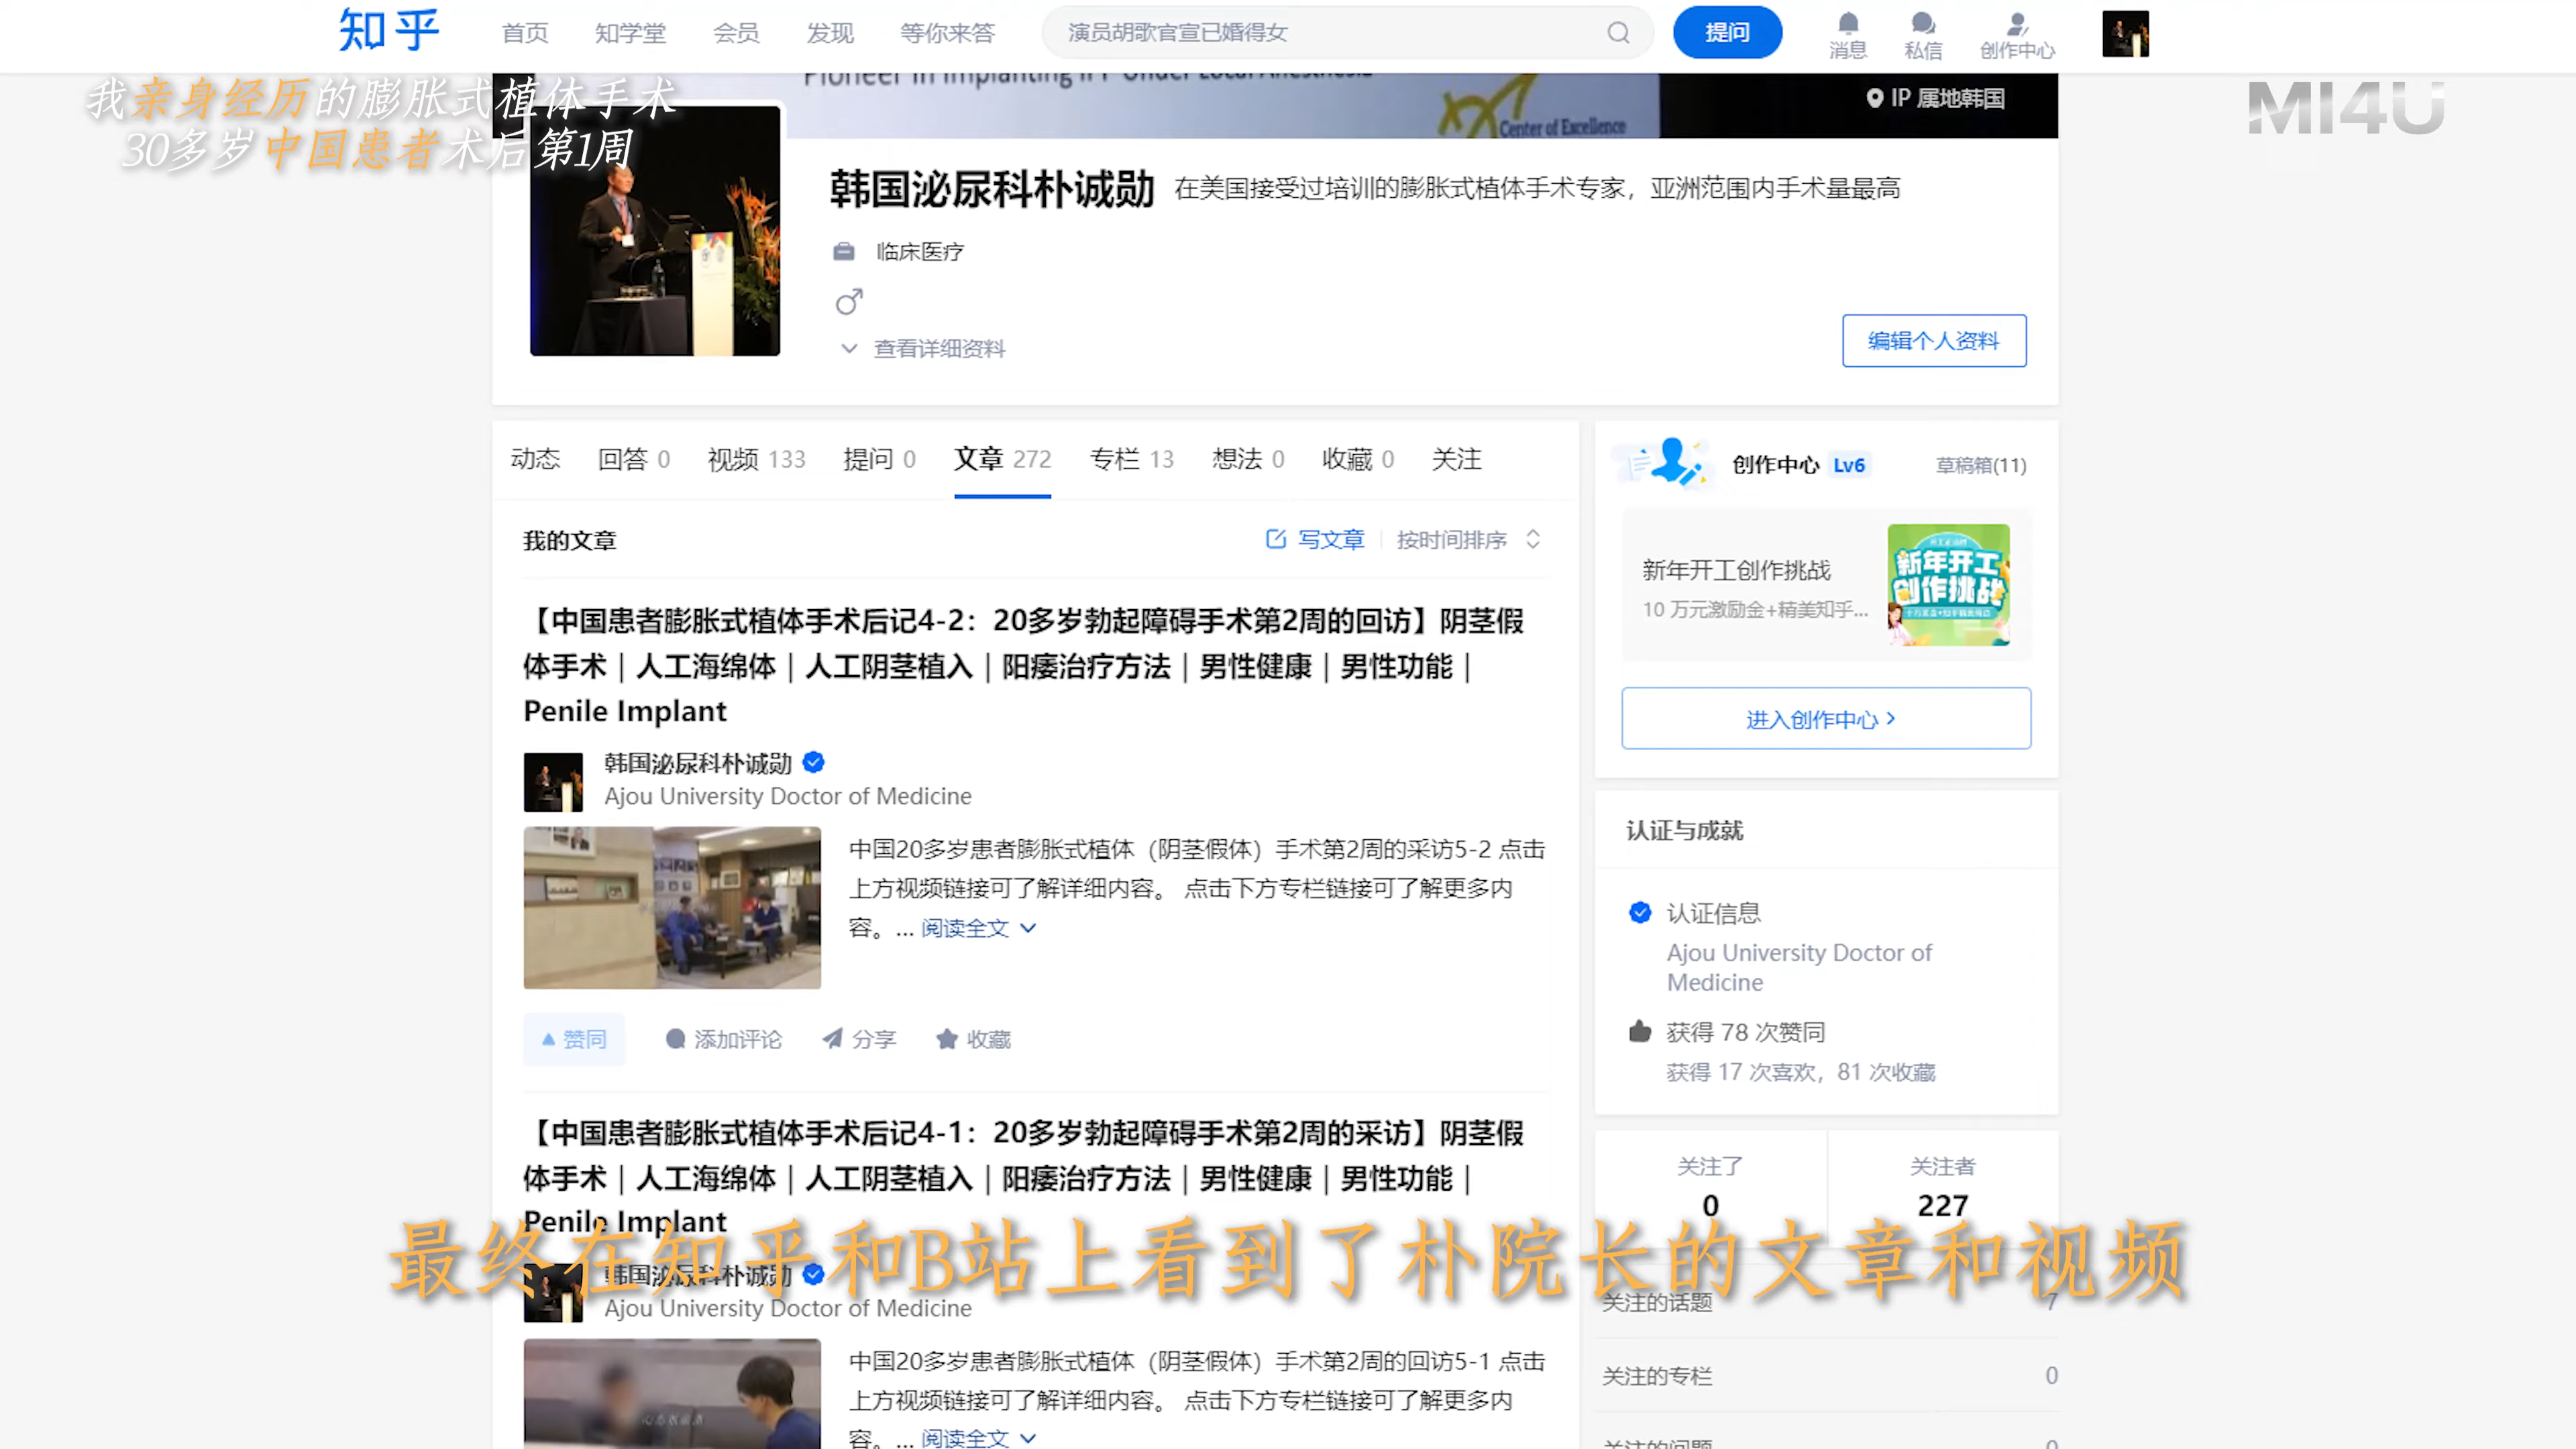 知乎
首页 知学堂 会员 发现 等你来答
演员胡歌官宣已婚得女
提问
消息 私信 创作中心
我亲身经历的膨胀式植体手术
30多岁中国患者术后第1周
MI4U
Pioneer in Implanting IPP Under Local Anesthesia
Center of Excellence
IP 属地韩国
韩国泌尿科朴诚勋 在美国接受过培训的膨胀式植体手术专家，亚洲范围内手术量最高
临床医疗
查看详细资料
编辑个人资料
动态 回答 0 视频 133 提问 0 文章 272 专栏 13 想法 0 收藏 0 关注
我的文章
写文章 按时间排序
【中国患者膨胀式植体手术后记4-2：20多岁勃起障碍手术第2周的回访】阴茎假
体手术｜人工海绵体｜人工阴茎植入｜阳痿治疗方法｜男性健康｜男性功能｜
Penile Implant
韩国泌尿科朴诚勋
Ajou University Doctor of Medicine
中国20多岁患者膨胀式植体（阴茎假体）手术第2周的采访5-2 点击
上方视频链接可了解详细内容。 点击下方专栏链接可了解更多内
容。... 阅读全文
赞同 添加评论 分享 收藏
【中国患者膨胀式植体手术后记4-1：20多岁勃起障碍手术第2周的采访】阴茎假
体手术｜人工海绵体｜人工阴茎植入｜阳痿治疗方法｜男性健康｜男性功能｜
Penile Implant
韩国泌尿科朴诚勋
Ajou University Doctor of Medicine
中国20多岁患者膨胀式植体（阴茎假体）手术第2周的回访5-1 点击
上方视频链接可了解详细内容。 点击下方专栏链接可了解更多内
容。... 阅读全文
创作中心 Lv6 草稿箱(11)
新年开工创作挑战
10 万元激励金+精美知乎...
新年开工
创作挑战
进入创作中心
认证与成就
认证信息
Ajou University Doctor of
Medicine
获得 78 次赞同
获得 17 次喜欢，81 次收藏
关注了 关注者
0 227
关注的话题 7
关注的专栏 0
关注的问题 0
最终在知乎和B站上看到了朴院长的文章和视频